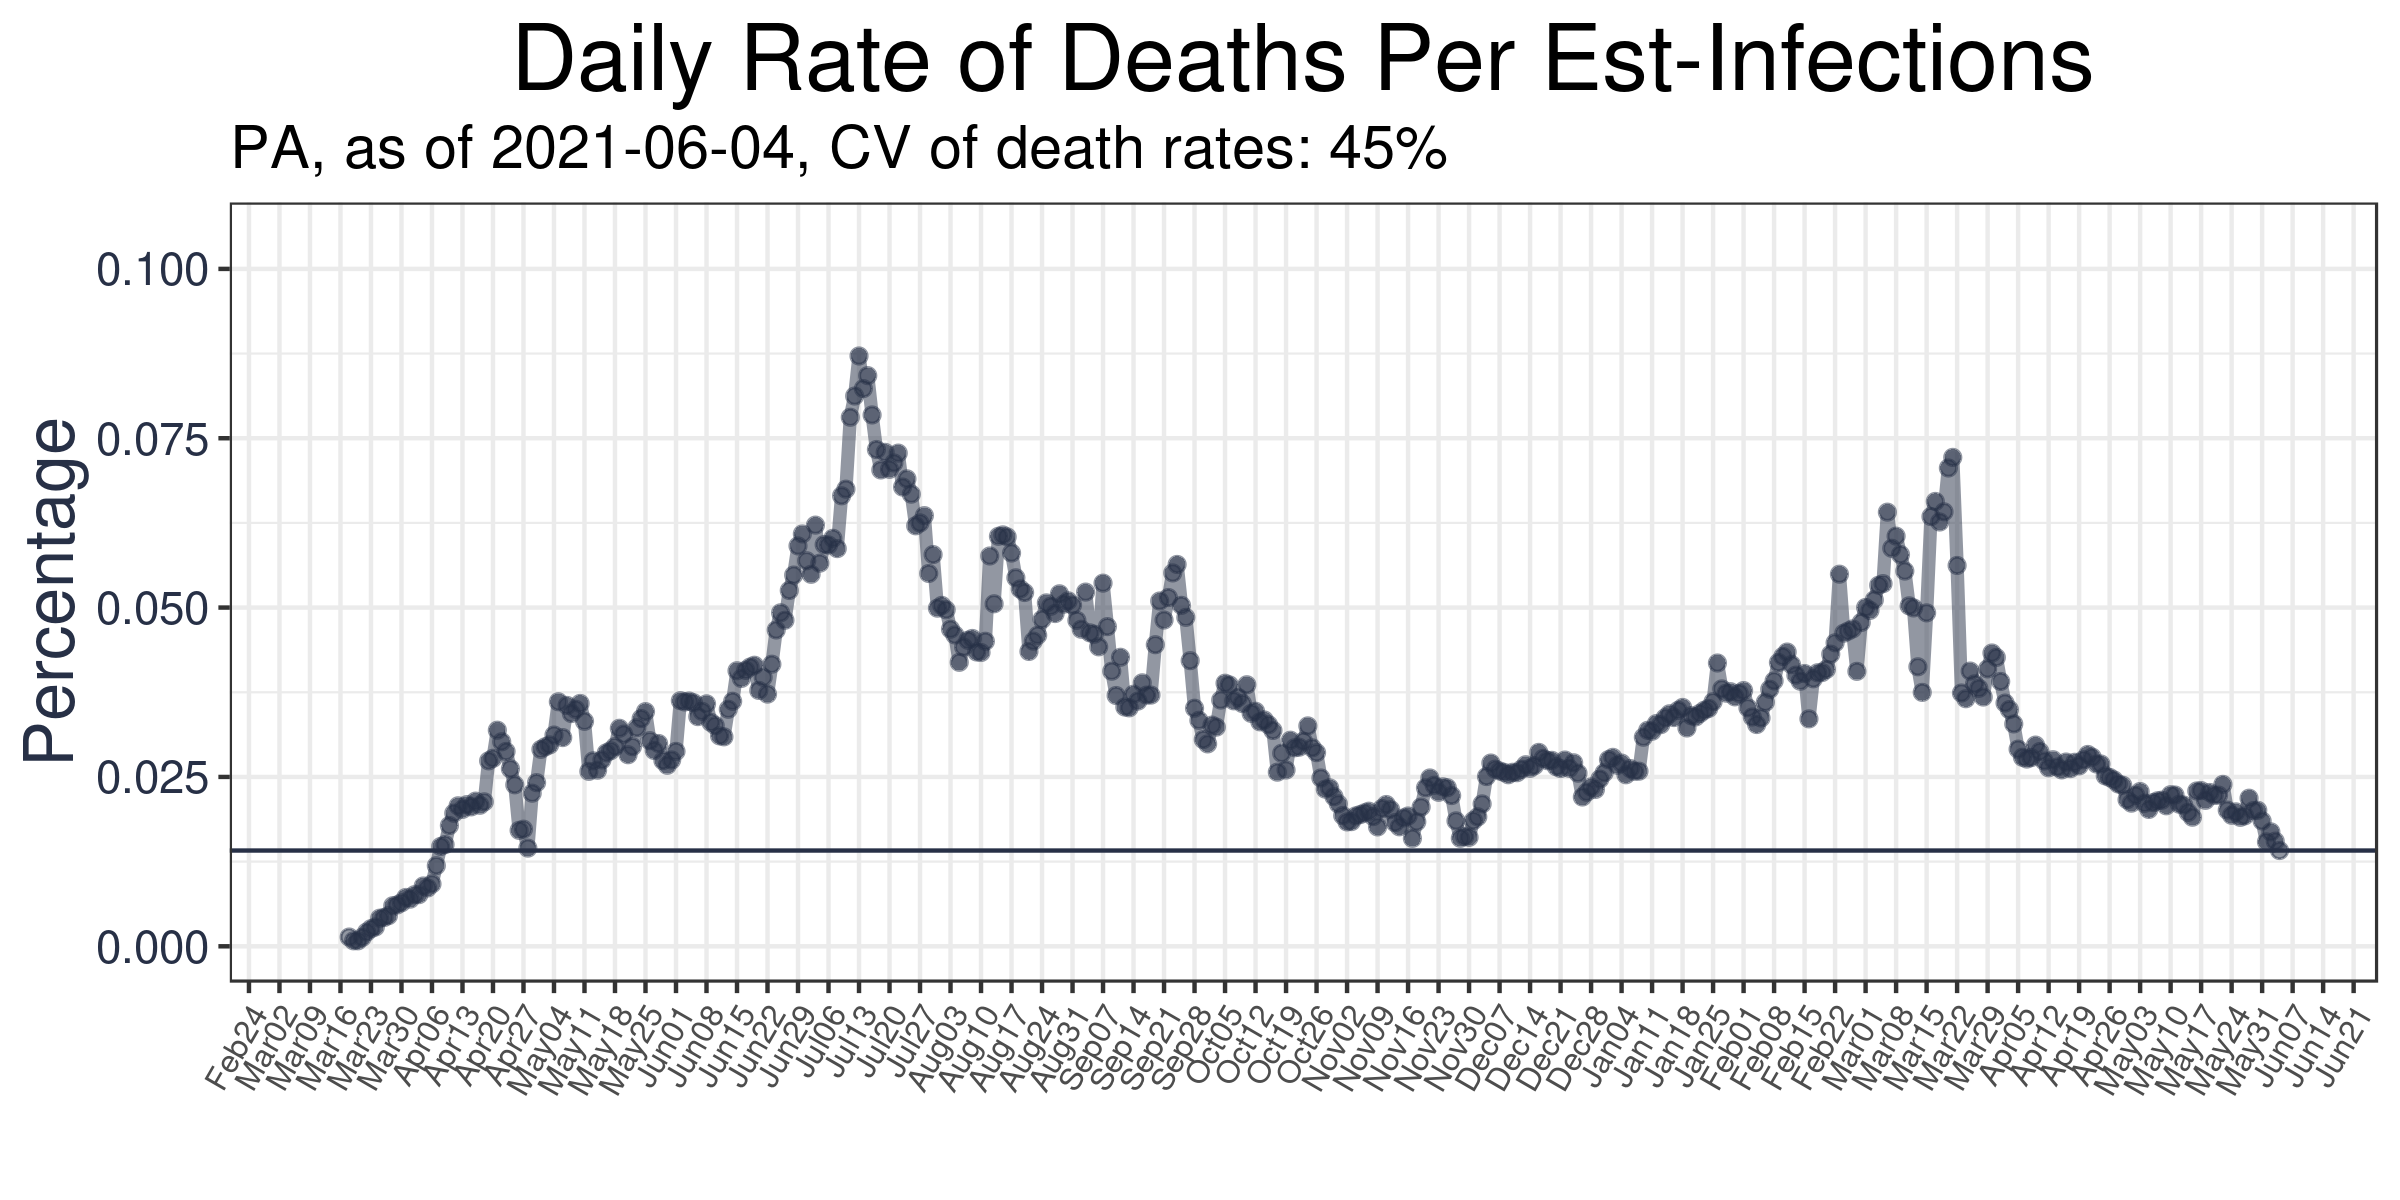 Daily Rate of Deaths Per Est-Infections
PA, as of 2021-06-04, CV of death rates: 45%
Percentage
0.100
0.075
0.050
0.025
0.000
Feb24
Mar02
Mar09
Mar16
Mar23
Mar30
Apr06
Apr13
Apr20
Apr27
May04
May11
May18
May25
Jun01
Jun08
Jun15
Jun22
Jun29
Jul06
Jul13
Jul20
Jul27
Aug03
Aug10
Aug17
Aug24
Aug31
Sep07
Sep14
Sep21
Sep28
Oct05
Oct12
Oct19
Oct26
Nov02
Nov09
Nov16
Nov23
Nov30
Dec07
Dec14
Dec21
Dec28
Jan04
Jan11
Jan18
Jan25
Feb01
Feb08
Feb15
Feb22
Mar01
Mar08
Mar15
Mar22
Mar29
Apr05
Apr12
Apr19
Apr26
May03
May10
May17
May24
May31
Jun07
Jun14
Jun21